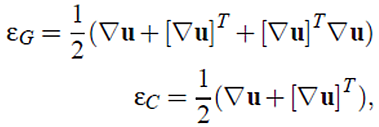 ε_G = 1/2(∇u + [∇u]^T + [∇u]^T ∇u)
ε_C = 1/2(∇u + [∇u]^T),